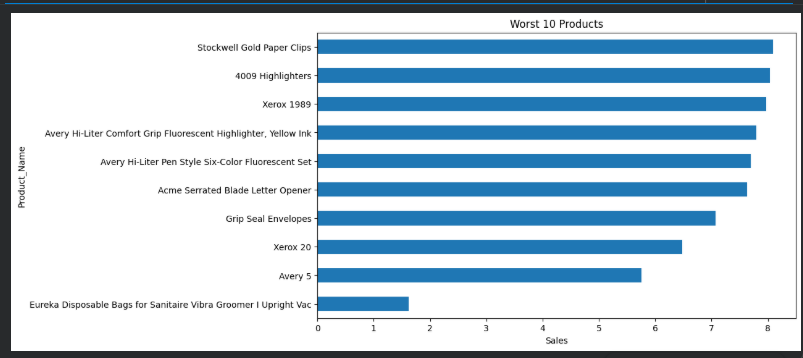 Worst 10 Products
Product_Name
Stockwell Gold Paper Clips
4009 Highlighters
Xerox 1989
Avery Hi-Liter Comfort Grip Fluorescent Highlighter, Yellow Ink
Avery Hi-Liter Pen Style Six-Color Fluorescent Set
Acme Serrated Blade Letter Opener
Grip Seal Envelopes
Xerox 20
Avery 5
Eureka Disposable Bags for Sanitaire Vibra Groomer I Upright Vac
0 1 2 3 4 5 6 7 8
Sales